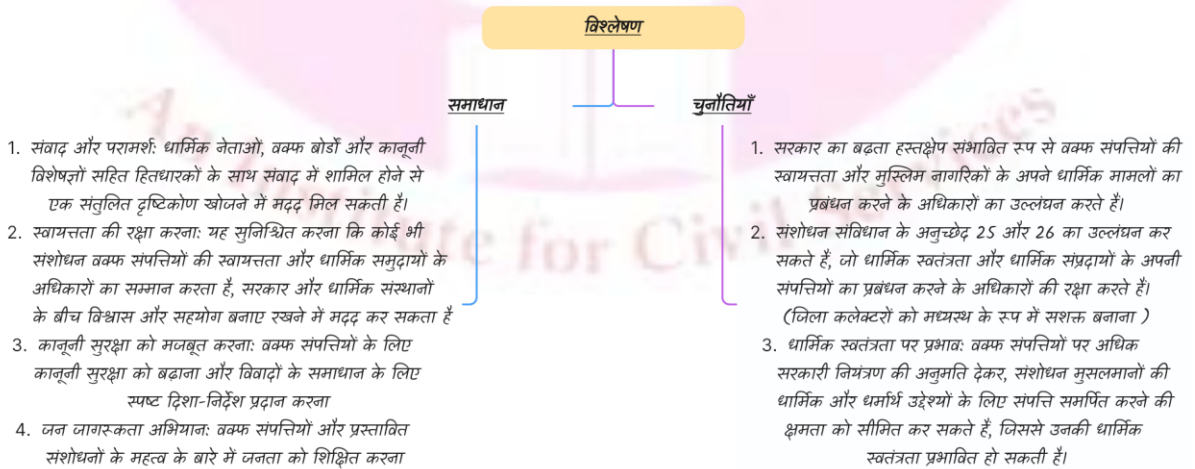 विश्लेषण
समाधान
1. संवाद और परामर्श: धार्मिक नेताओं, वक्फ बोर्डों और कानूनी
विशेषज्ञों सहित हितधारकों के साथ संवाद में शामिल होने से
एक संतुलित दृष्टिकोण खोजने में मदद मिल सकती है।
2. स्वायत्तता की रक्षा करना: यह सुनिश्चित करना कि कोई भी
संशोधन वक्फ संपत्तियों की स्वायत्तता और धार्मिक समुदायों के
अधिकारों का सम्मान करता है, सरकार और धार्मिक संस्थानों
के बीच विश्वास और सहयोग बनाए रखने में मदद कर सकता है
3. कानूनी सुरक्षा को मजबूत करना: वक्फ संपत्तियों के लिए
कानूनी सुरक्षा को बढ़ाना और विवादों के समाधान के लिए
स्पष्ट दिशा-निर्देश प्रदान करना
4. जन जागरूकता अभियान: वक्फ संपत्तियों और प्रस्तावित
संशोधनों के महत्व के बारे में जनता को शिक्षित करना
चुनौतियाँ
1. सरकार का बढ़ता हस्तक्षेप संभावित रूप से वक्फ संपत्तियों की
स्वायत्तता और मुस्लिम नागरिकों के अपने धार्मिक मामलों का
प्रबंधन करने के अधिकारों का उल्लंघन करते हैं।
2. संशोधन संविधान के अनुच्छेद 25 और 26 का उल्लंघन कर
सकते हैं, जो धार्मिक स्वतंत्रता और धार्मिक संप्रदायों के अपनी
संपत्तियों का प्रबंधन करने के अधिकारों की रक्षा करते हैं।
(जिला कलेक्टरों को मध्यस्थ के रूप में सशक्त बनाना )
3. धार्मिक स्वतंत्रता पर प्रभाव: वक्फ संपत्तियों पर अधिक
सरकारी नियंत्रण की अनुमति देकर, संशोधन मुसलमानों की
धार्मिक और धर्मार्थ उद्देश्यों के लिए संपत्ति समर्पित करने की
क्षमता को सीमित कर सकते हैं, जिससे उनकी धार्मिक
स्वतंत्रता प्रभावित हो सकती है।
An Institute for Civil Services